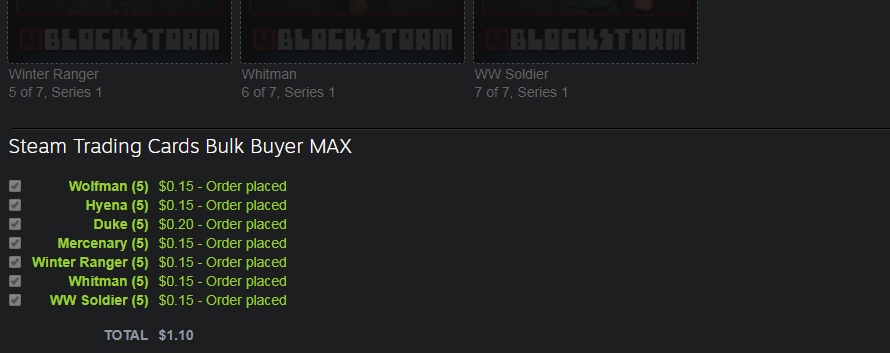 BLOCKSTORM BLOCKSTORM BLOCKSTORM
Winter Ranger Whitman WW Soldier
5 of 7, Series 1 6 of 7, Series 1 7 of 7, Series 1
Steam Trading Cards Bulk Buyer MAX
Wolfman (5) $0.15 - Order placed
Hyena (5) $0.15 - Order placed
Duke (5) $0.20 - Order placed
Mercenary (5) $0.15 - Order placed
Winter Ranger (5) $0.15 - Order placed
Whitman (5) $0.15 - Order placed
WW Soldier (5) $0.15 - Order placed
TOTAL $1.10